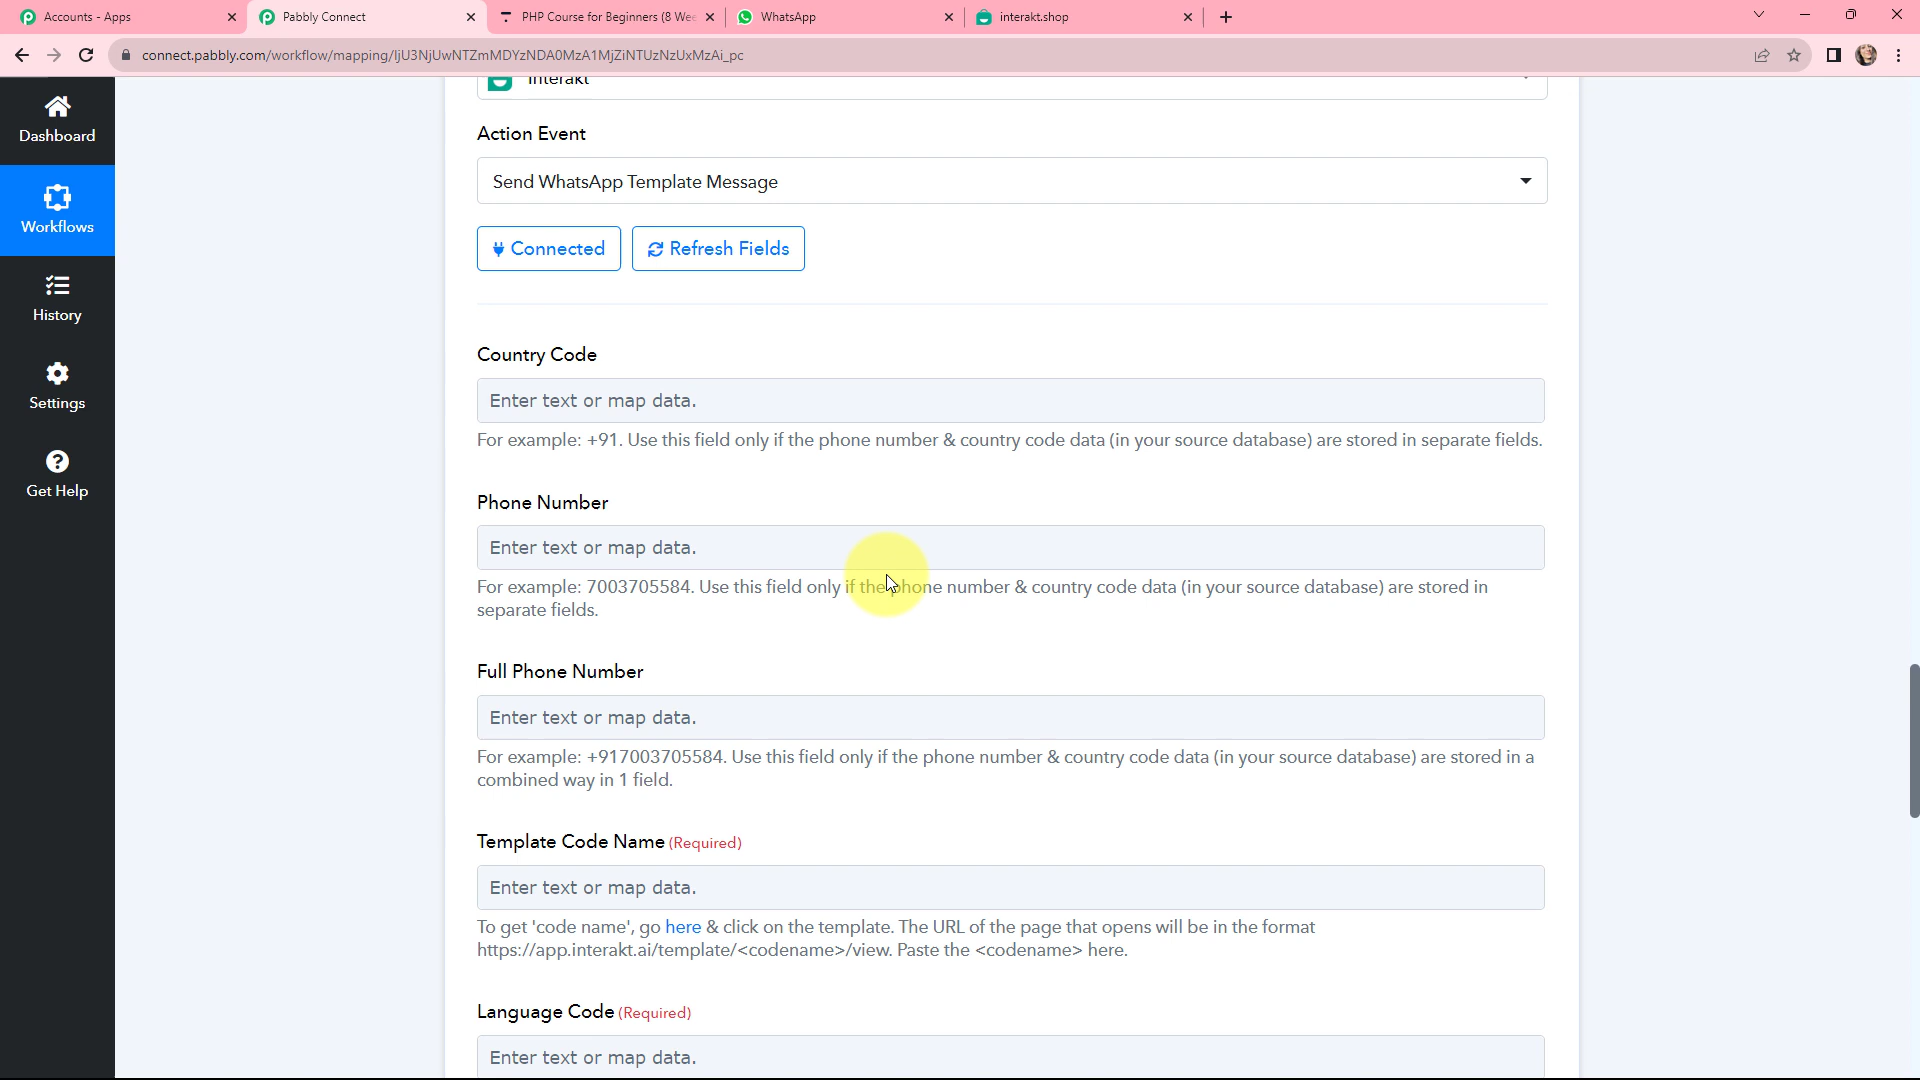 Accounts - Apps
Pabbly Connect
PHP Course for Beginners (8 Wee
WhatsApp
interakt.shop
connect.pabbly.com/workflow/mapping/IjU3NjUwNTZmMDYzNDA0MzA1MjZiNTUzNzUxMzAi_pc
Dashboard
Workflows
History
Settings
Get Help
Interakt
Action Event
Send WhatsApp Template Message
Connected
Refresh Fields
Country Code
Enter text or map data.
For example: +91. Use this field only if the phone number & country code data (in your source database) are stored in separate fields.
Phone Number
Enter text or map data.
For example: 7003705584. Use this field only if the phone number & country code data (in your source database) are stored in
separate fields.
Full Phone Number
Enter text or map data.
For example: +917003705584. Use this field only if the phone number & country code data (in your source database) are stored in a
combined way in 1 field.
Template Code Name (Required)
Enter text or map data.
To get 'code name', go here & click on the template. The URL of the page that opens will be in the format
https://app.interakt.ai/template/<codename>/view. Paste the <codename> here.
Language Code (Required)
Enter text or map data.